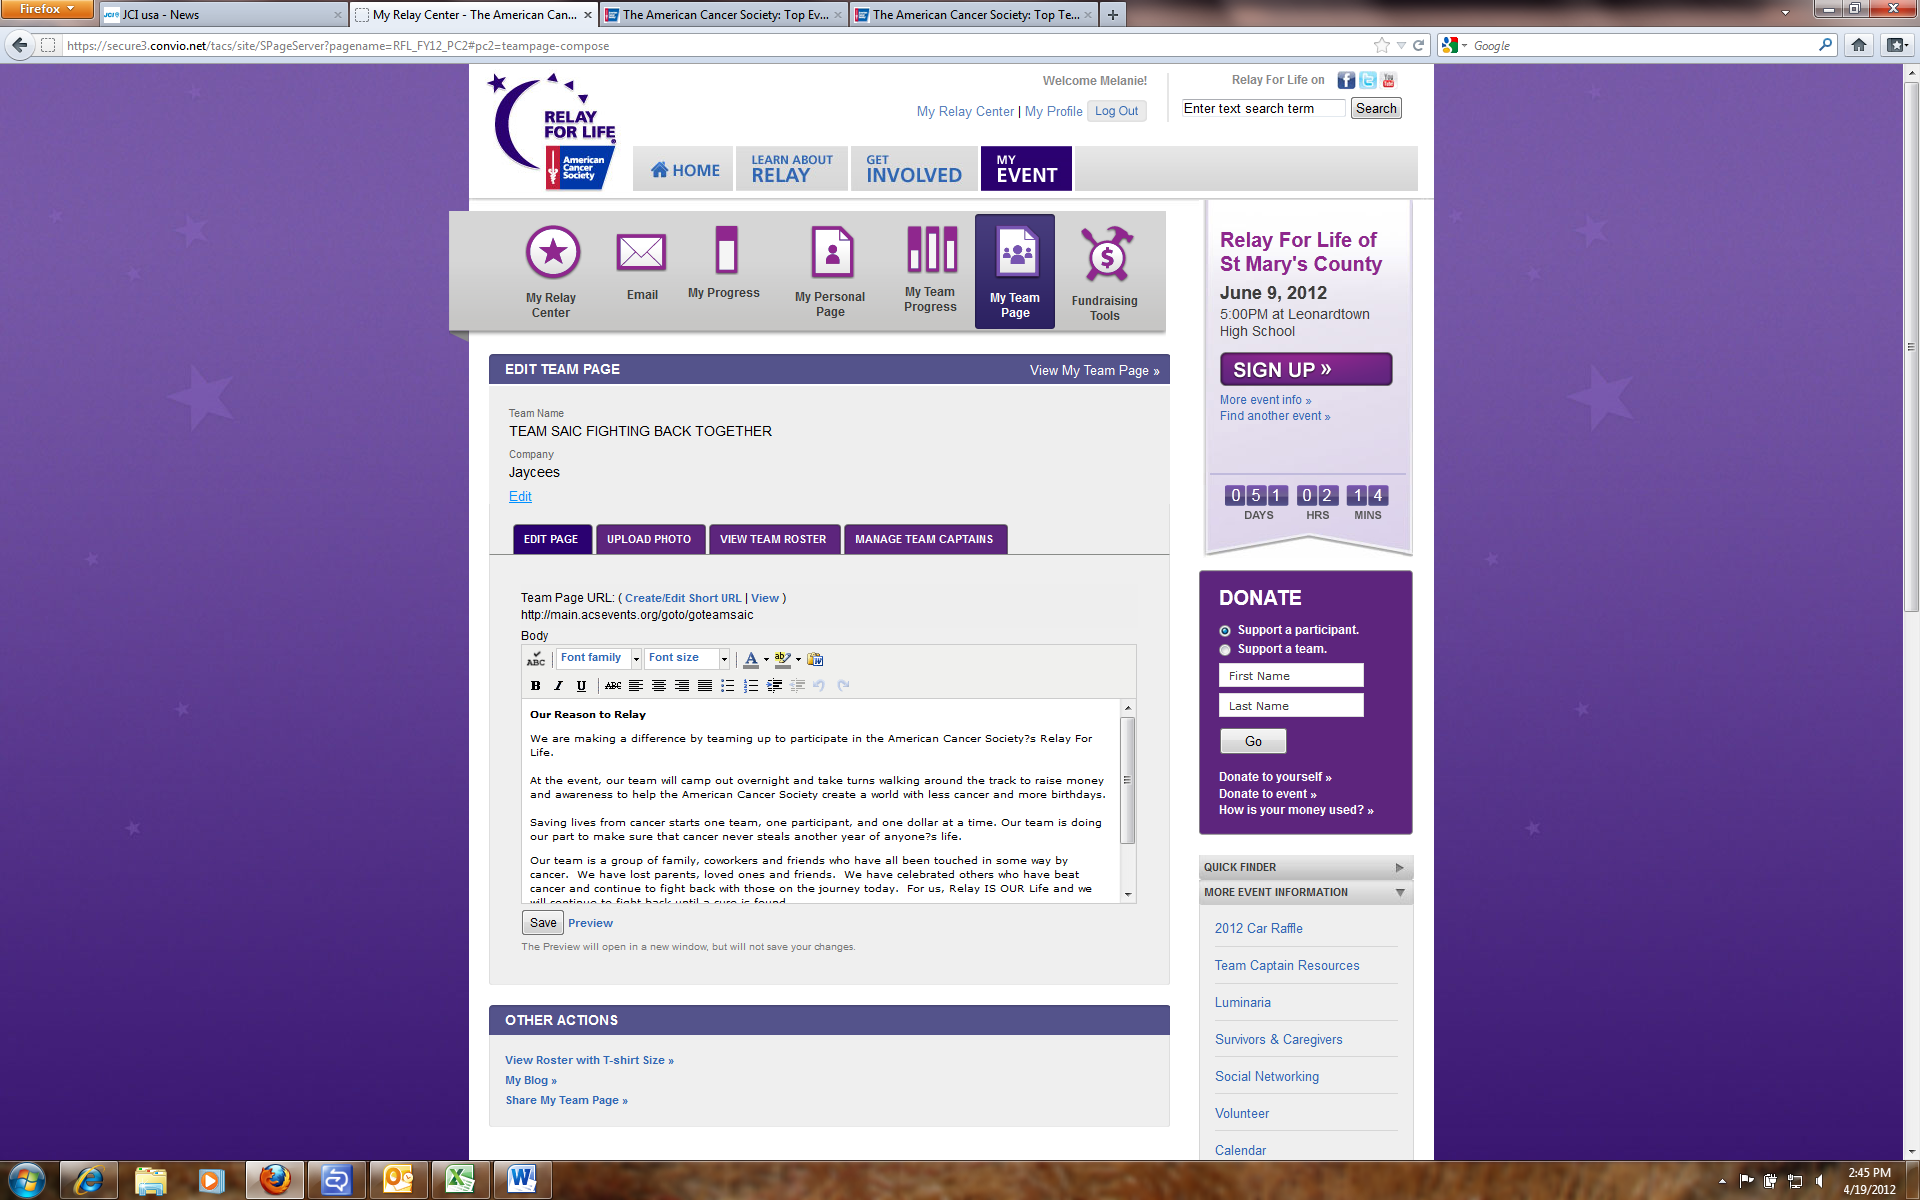 Firefox
JCI usa - News
My Relay Center - The American Can...
The American Cancer Society: Top Ev...
The American Cancer Society: Top Te...
https://secure3.convio.net/tacs/site/SPageServer?pagename=RFL_FY12_PC2#pc2=teampage-compose
Google
RELAY
FOR LIFE
American
Cancer
Society
Welcome Melanie!
My Relay Center | My Profile Log Out
Relay For Life on
Enter text search term Search
HOME
LEARN ABOUT
RELAY
GET
INVOLVED
MY
EVENT
My Relay
Center
Email
My Progress
My Personal
Page
My Team
Progress
My Team
Page
Fundraising
Tools
EDIT TEAM PAGE
View My Team Page »
Team Name
TEAM SAIC FIGHTING BACK TOGETHER
Company
Jaycees
Edit
EDIT PAGE
UPLOAD PHOTO
VIEW TEAM ROSTER
MANAGE TEAM CAPTAINS
Team Page URL: ( Create/Edit Short URL | View )
http://main.acsevents.org/goto/goteamsaic
Body
ABC Font family Font size A ab
B I U ABC
Our Reason to Relay
We are making a difference by teaming up to participate in the American Cancer Society?s Relay For
Life.
At the event, our team will camp out overnight and take turns walking around the track to raise money
and awareness to help the American Cancer Society create a world with less cancer and more birthdays.
Saving lives from cancer starts one team, one participant, and one dollar at a time. Our team is doing
our part to make sure that cancer never steals another year of anyone?s life.
Our team is a group of family, coworkers and friends who have all been touched in some way by
cancer. We have lost parents, loved ones and friends. We have celebrated others who have beat
cancer and continue to fight back with those on the journey today. For us, Relay IS OUR Life and we
will continue to fight back until a cure is found
Save Preview
The Preview will open in a new window, but will not save your changes.
OTHER ACTIONS
View Roster with T-shirt Size »
My Blog »
Share My Team Page »
Relay For Life of
St Mary's County
June 9, 2012
5:00PM at Leonardtown
High School
SIGN UP »
More event info »
Find another event »
051 02 14
DAYS HRS MINS
DONATE
Support a participant.
Support a team.
First Name
Last Name
Go
Donate to yourself »
Donate to event »
How is your money used? »
QUICK FINDER
MORE EVENT INFORMATION
2012 Car Raffle
Team Captain Resources
Luminaria
Survivors & Caregivers
Social Networking
Volunteer
Calendar
2:45 PM
4/19/2012